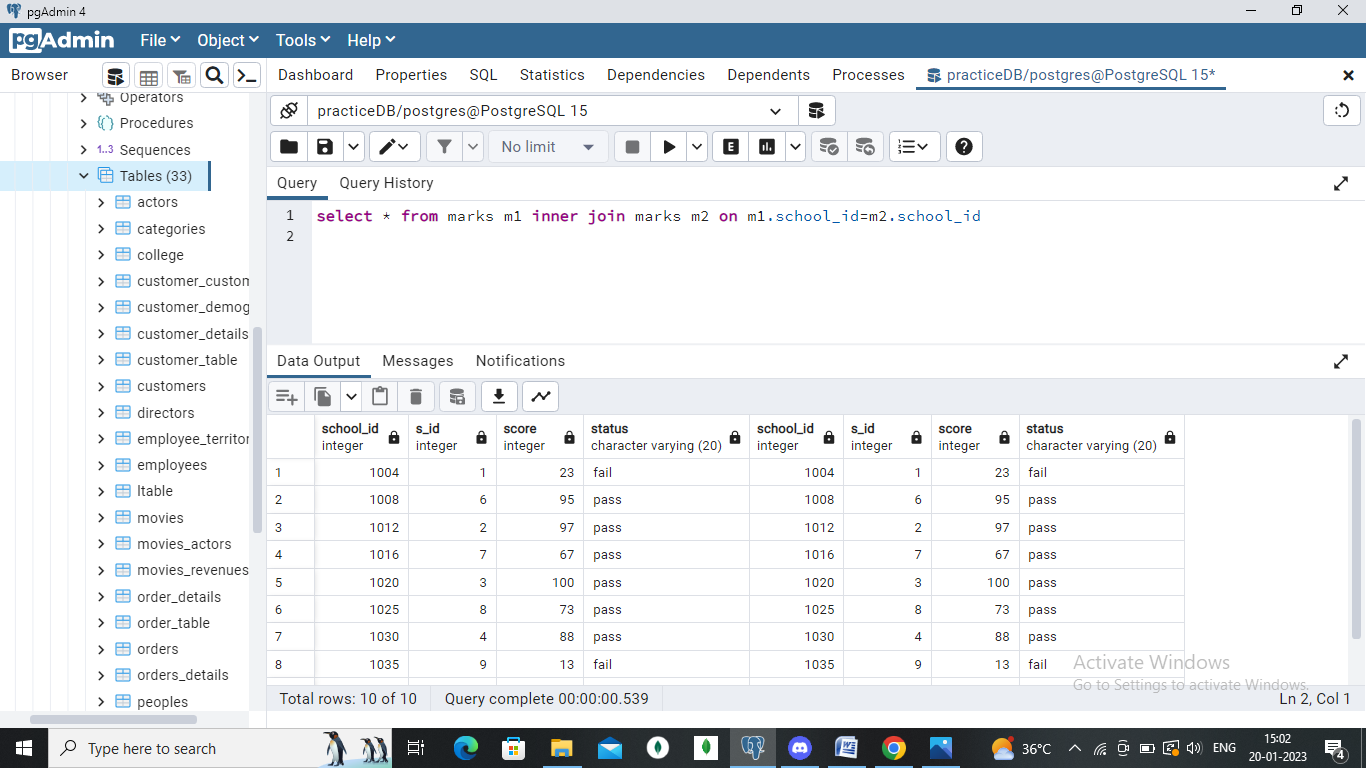 pgAdmin 4
pgAdmin File Object Tools Help
Browser
Dashboard Properties SQL Statistics Dependencies Dependents Processes practiceDB/postgres@PostgreSQL 15*
Operators
Procedures
1..3 Sequences
Tables (33)
actors
categories
college
customer_custom
customer_demog
customer_details
customer_table
customers
directors
employee_territor
employees
ltable
movies
movies_actors
movies_revenues
order_details
order_table
orders
orders_details
peoples
practiceDB/postgres@PostgreSQL 15
No limit E
Query Query History
1 select * from marks m1 inner join marks m2 on m1.school_id=m2.school_id
2
Data Output Messages Notifications
school_id s_id score status school_id s_id score status
integer integer integer character varying (20) integer integer integer character varying (20)
1 1004 1 23 fail 1004 1 23 fail
2 1008 6 95 pass 1008 6 95 pass
3 1012 2 97 pass 1012 2 97 pass
4 1016 7 67 pass 1016 7 67 pass
5 1020 3 100 pass 1020 3 100 pass
6 1025 8 73 pass 1025 8 73 pass
7 1030 4 88 pass 1030 4 88 pass
8 1035 9 13 fail 1035 9 13 fail
Activate Windows
Go to Settings to activate Windows.
Total rows: 10 of 10 Query complete 00:00:00.539 Ln 2, Col 1
Type here to search 36°C ENG 15:02
20-01-2023 4